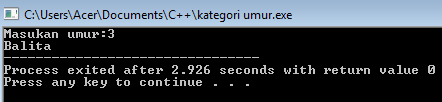 C:\Users\Acer\Documents\C++\kategori umur.exe
Masukan umur:3
Balita
--------------------------------
Process exited after 2.926 seconds with return value 0
Press any key to continue . . .